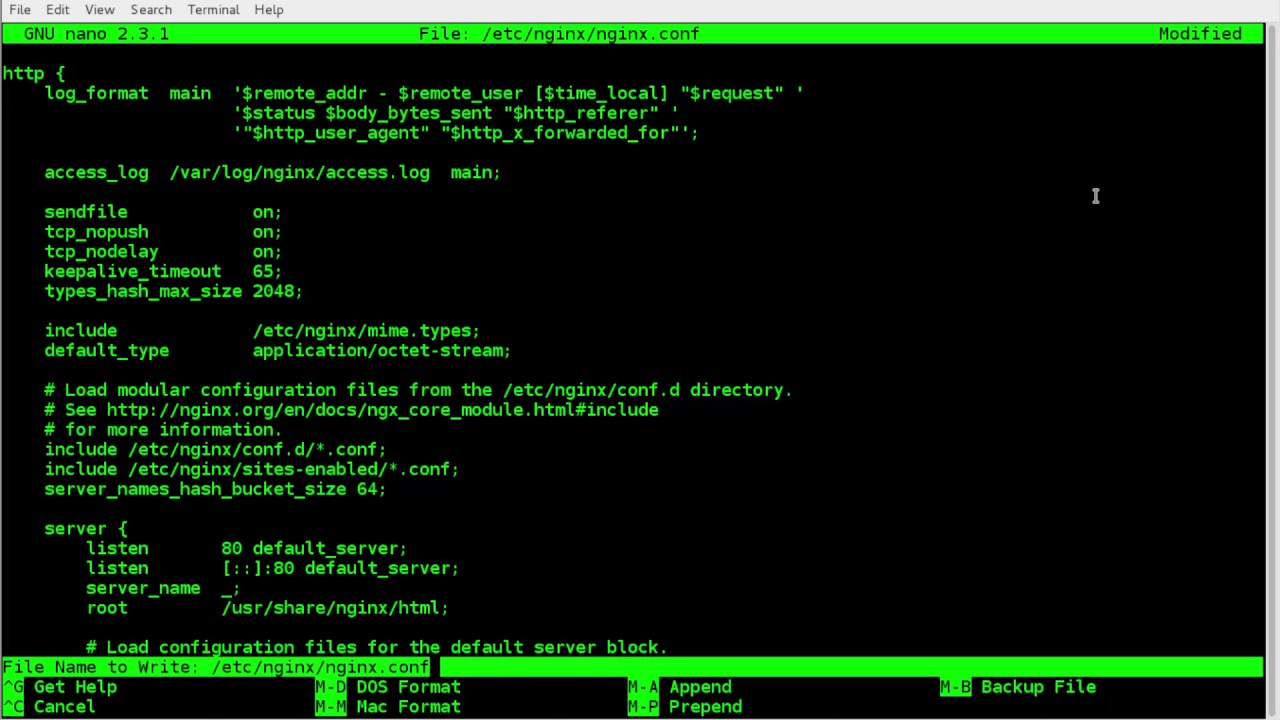 File Edit View Search Terminal Help
GNU nano 2.3.1 File: /etc/nginx/nginx.conf Modified
http {
    log_format  main  '$remote_addr - $remote_user [$time_local] "$request" '
                      '$status $body_bytes_sent "$http_referer" '
                      '"$http_user_agent" "$http_x_forwarded_for"';
    access_log  /var/log/nginx/access.log  main;
    sendfile            on;
    tcp_nopush          on;
    tcp_nodelay         on;
    keepalive_timeout   65;
    types_hash_max_size 2048;
    include             /etc/nginx/mime.types;
    default_type        application/octet-stream;
    # Load modular configuration files from the /etc/nginx/conf.d directory.
    # See http://nginx.org/en/docs/ngx_core_module.html#include
    # for more information.
    include /etc/nginx/conf.d/*.conf;
    include /etc/nginx/sites-enabled/*.conf;
    server_names_hash_bucket_size 64;
    server {
        listen       80 default_server;
        listen       [::]:80 default_server;
        server_name  _;
        root         /usr/share/nginx/html;
        # Load configuration files for the default server block.
File Name to Write: /etc/nginx/nginx.conf
^G Get Help M-D DOS Format M-A Append M-B Backup File
^C Cancel M-M Mac Format M-P Prepend